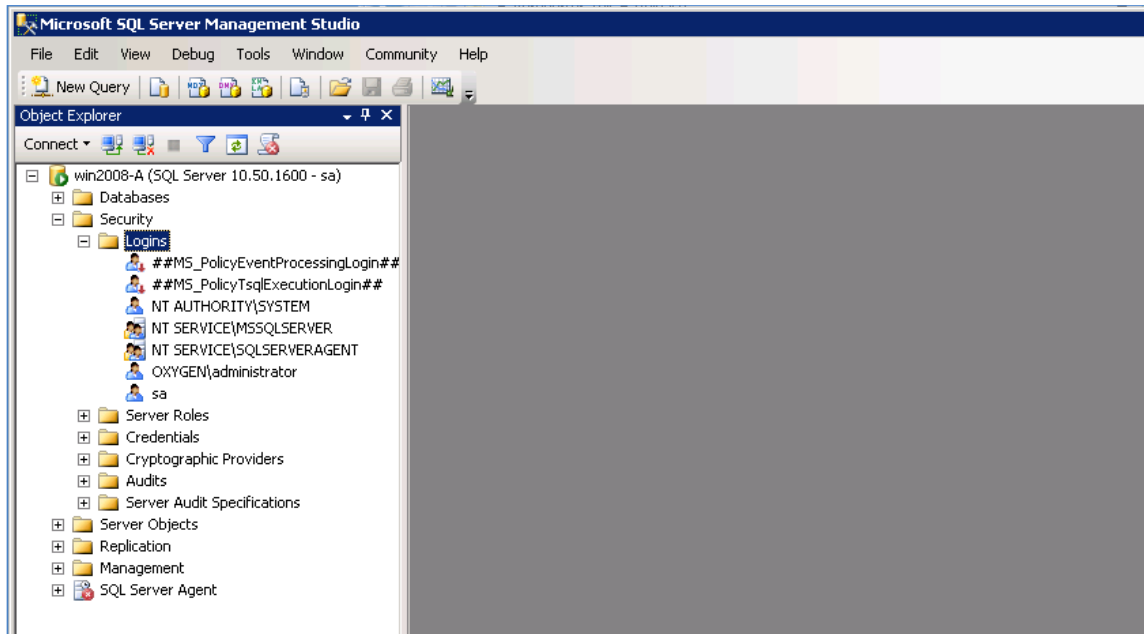 Microsoft SQL Server Management Studio
File Edit View Debug Tools Window Community Help
New Query
Object Explorer
Connect
win2008-A (SQL Server 10.50.1600 - sa)
Databases
Security
Logins
##MS_PolicyEventProcessingLogin##
##MS_PolicyTsqlExecutionLogin##
NT AUTHORITY\SYSTEM
NT SERVICE\MSSQLSERVER
NT SERVICE\SQLSERVERAGENT
OXYGEN\administrator
sa
Server Roles
Credentials
Cryptographic Providers
Audits
Server Audit Specifications
Server Objects
Replication
Management
SQL Server Agent